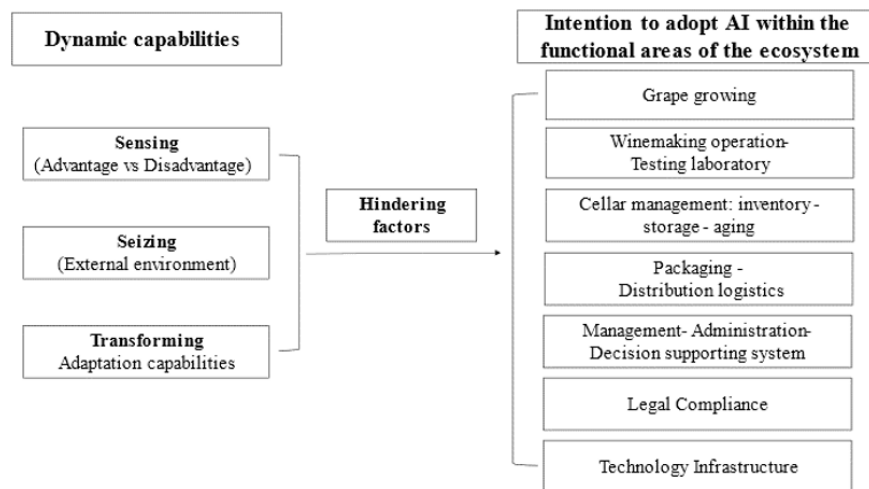 Dynamic capabilities
Sensing
(Advantage vs Disadvantage)
Seizing
(External environment)
Transforming
Adaptation capabilities
Hindering
factors
Intention to adopt AI within the
functional areas of the ecosystem
Grape growing
Winemaking operation-
Testing laboratory
Cellar management: inventory -
storage - aging
Packaging -
Distribution logistics
Management- Administration-
Decision supporting system
Legal Compliance
Technology Infrastructure